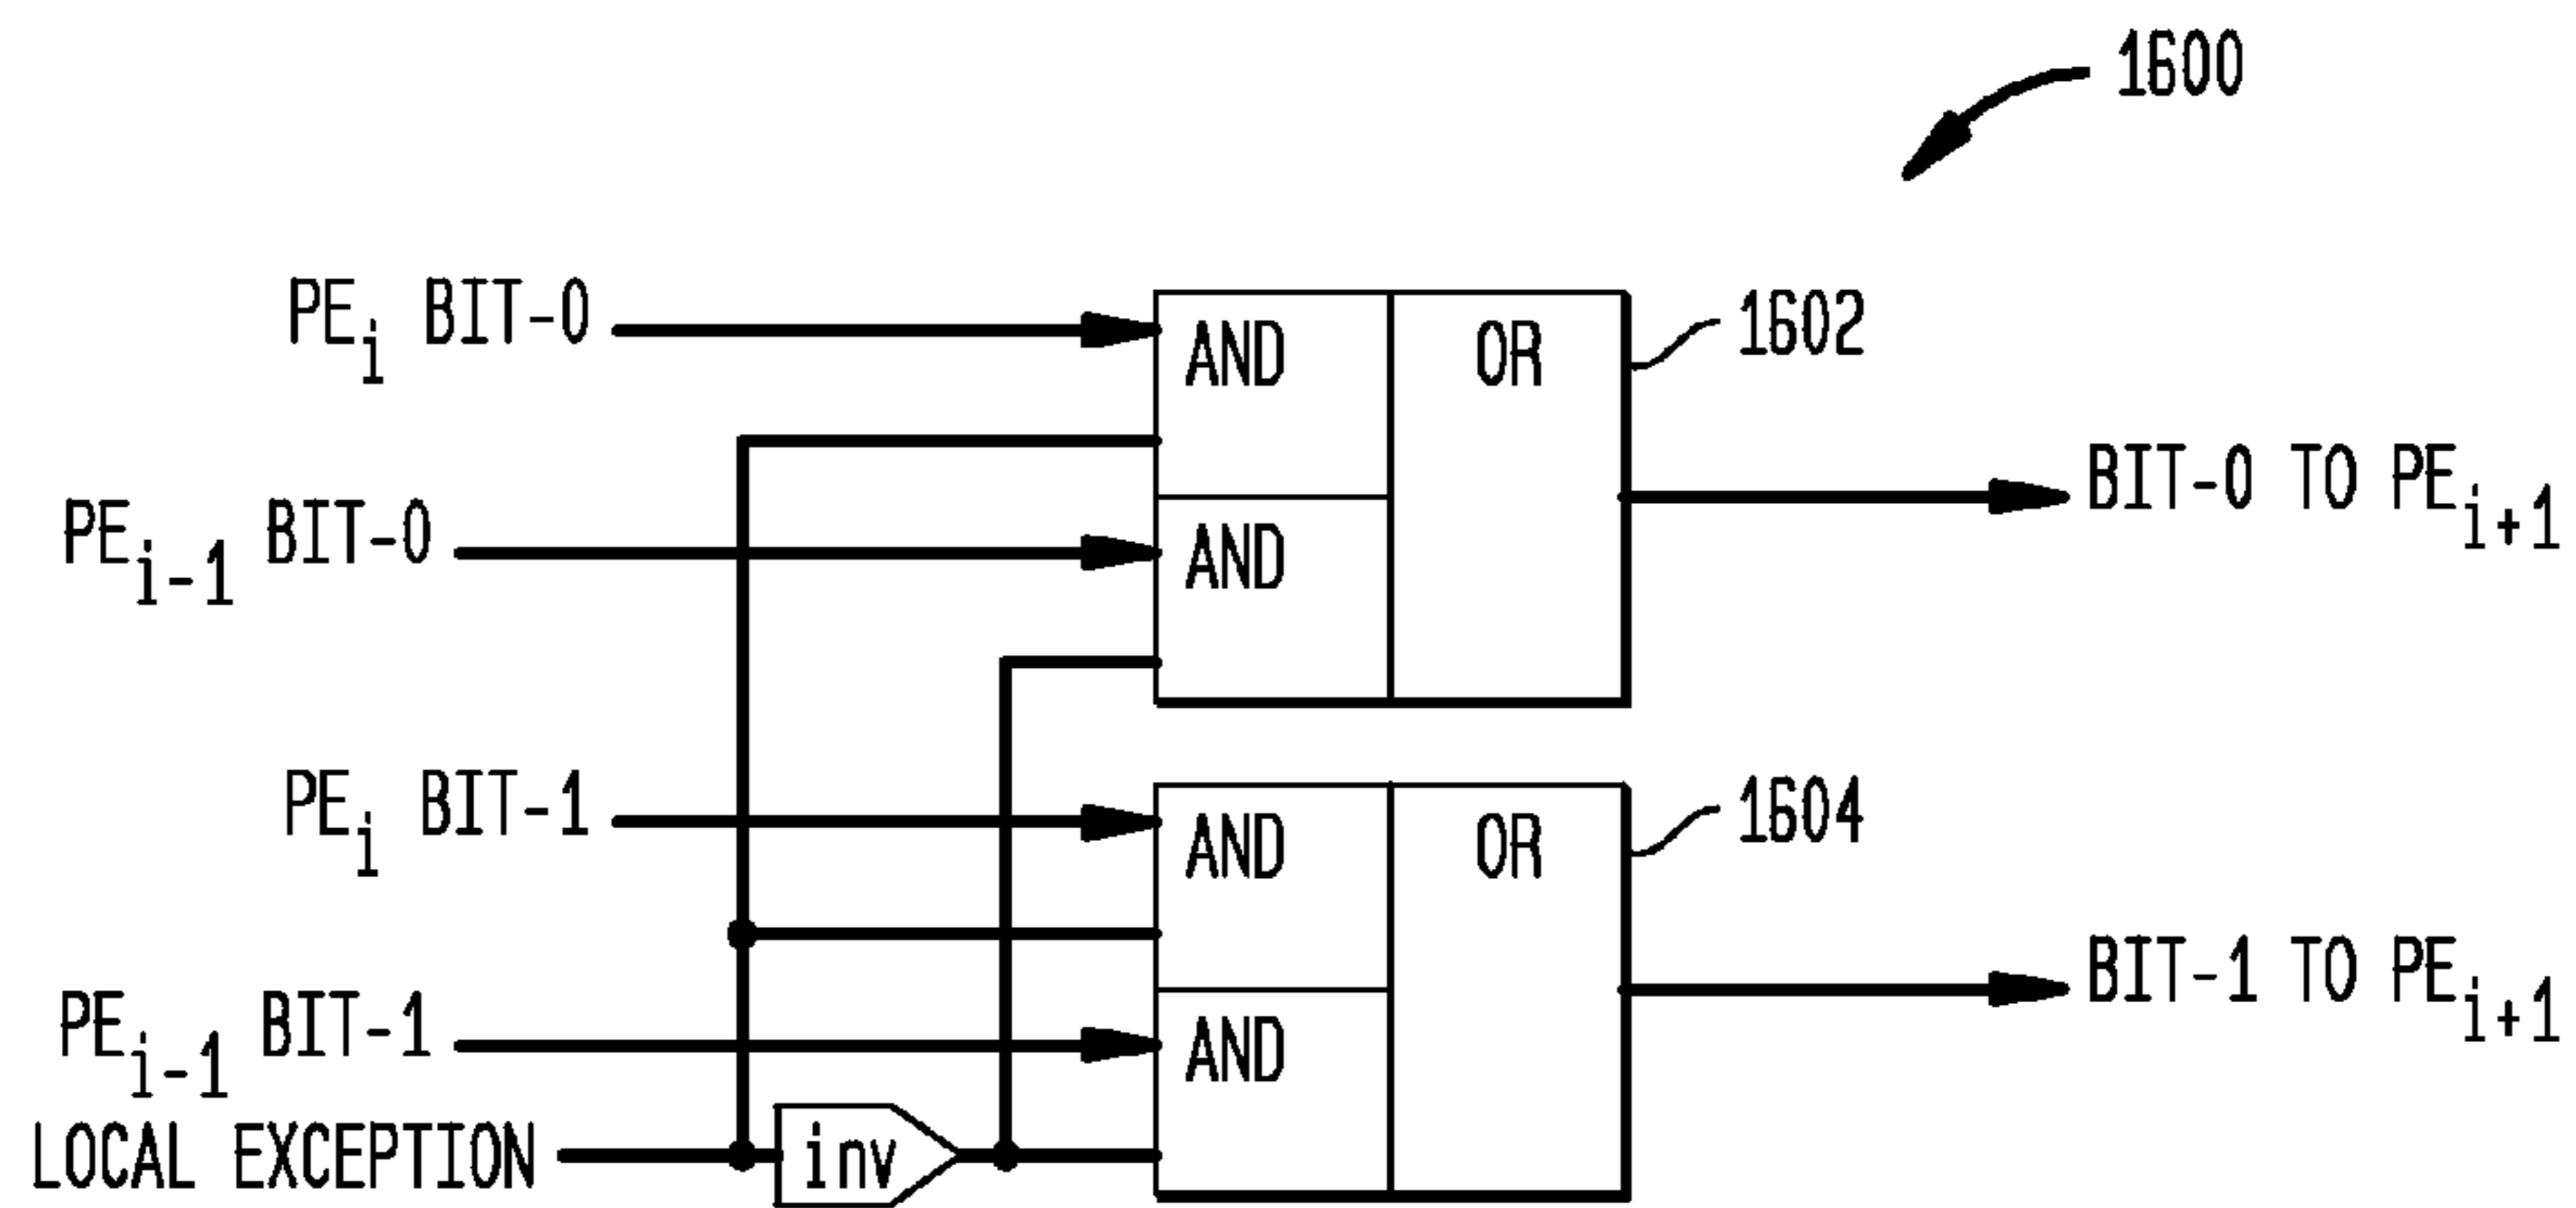 1600
PEi BIT-0
AND
OR
1602
BIT-0 TO PEi+1
PEi-1 BIT-0
AND
PEi BIT-1
AND
OR
1604
BIT-1 TO PEi+1
PEi-1 BIT-1
AND
LOCAL EXCEPTION
inv